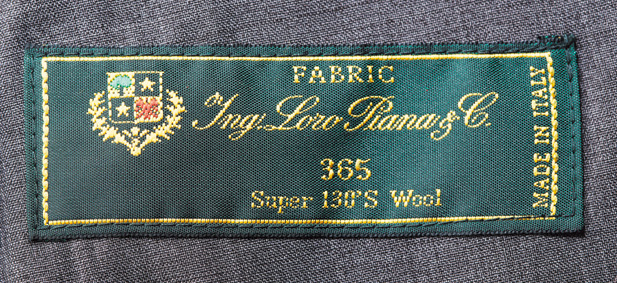 FABRIC
Ing. Loro Piana & C.
365
Super 130'S Wool
MADE IN ITALY